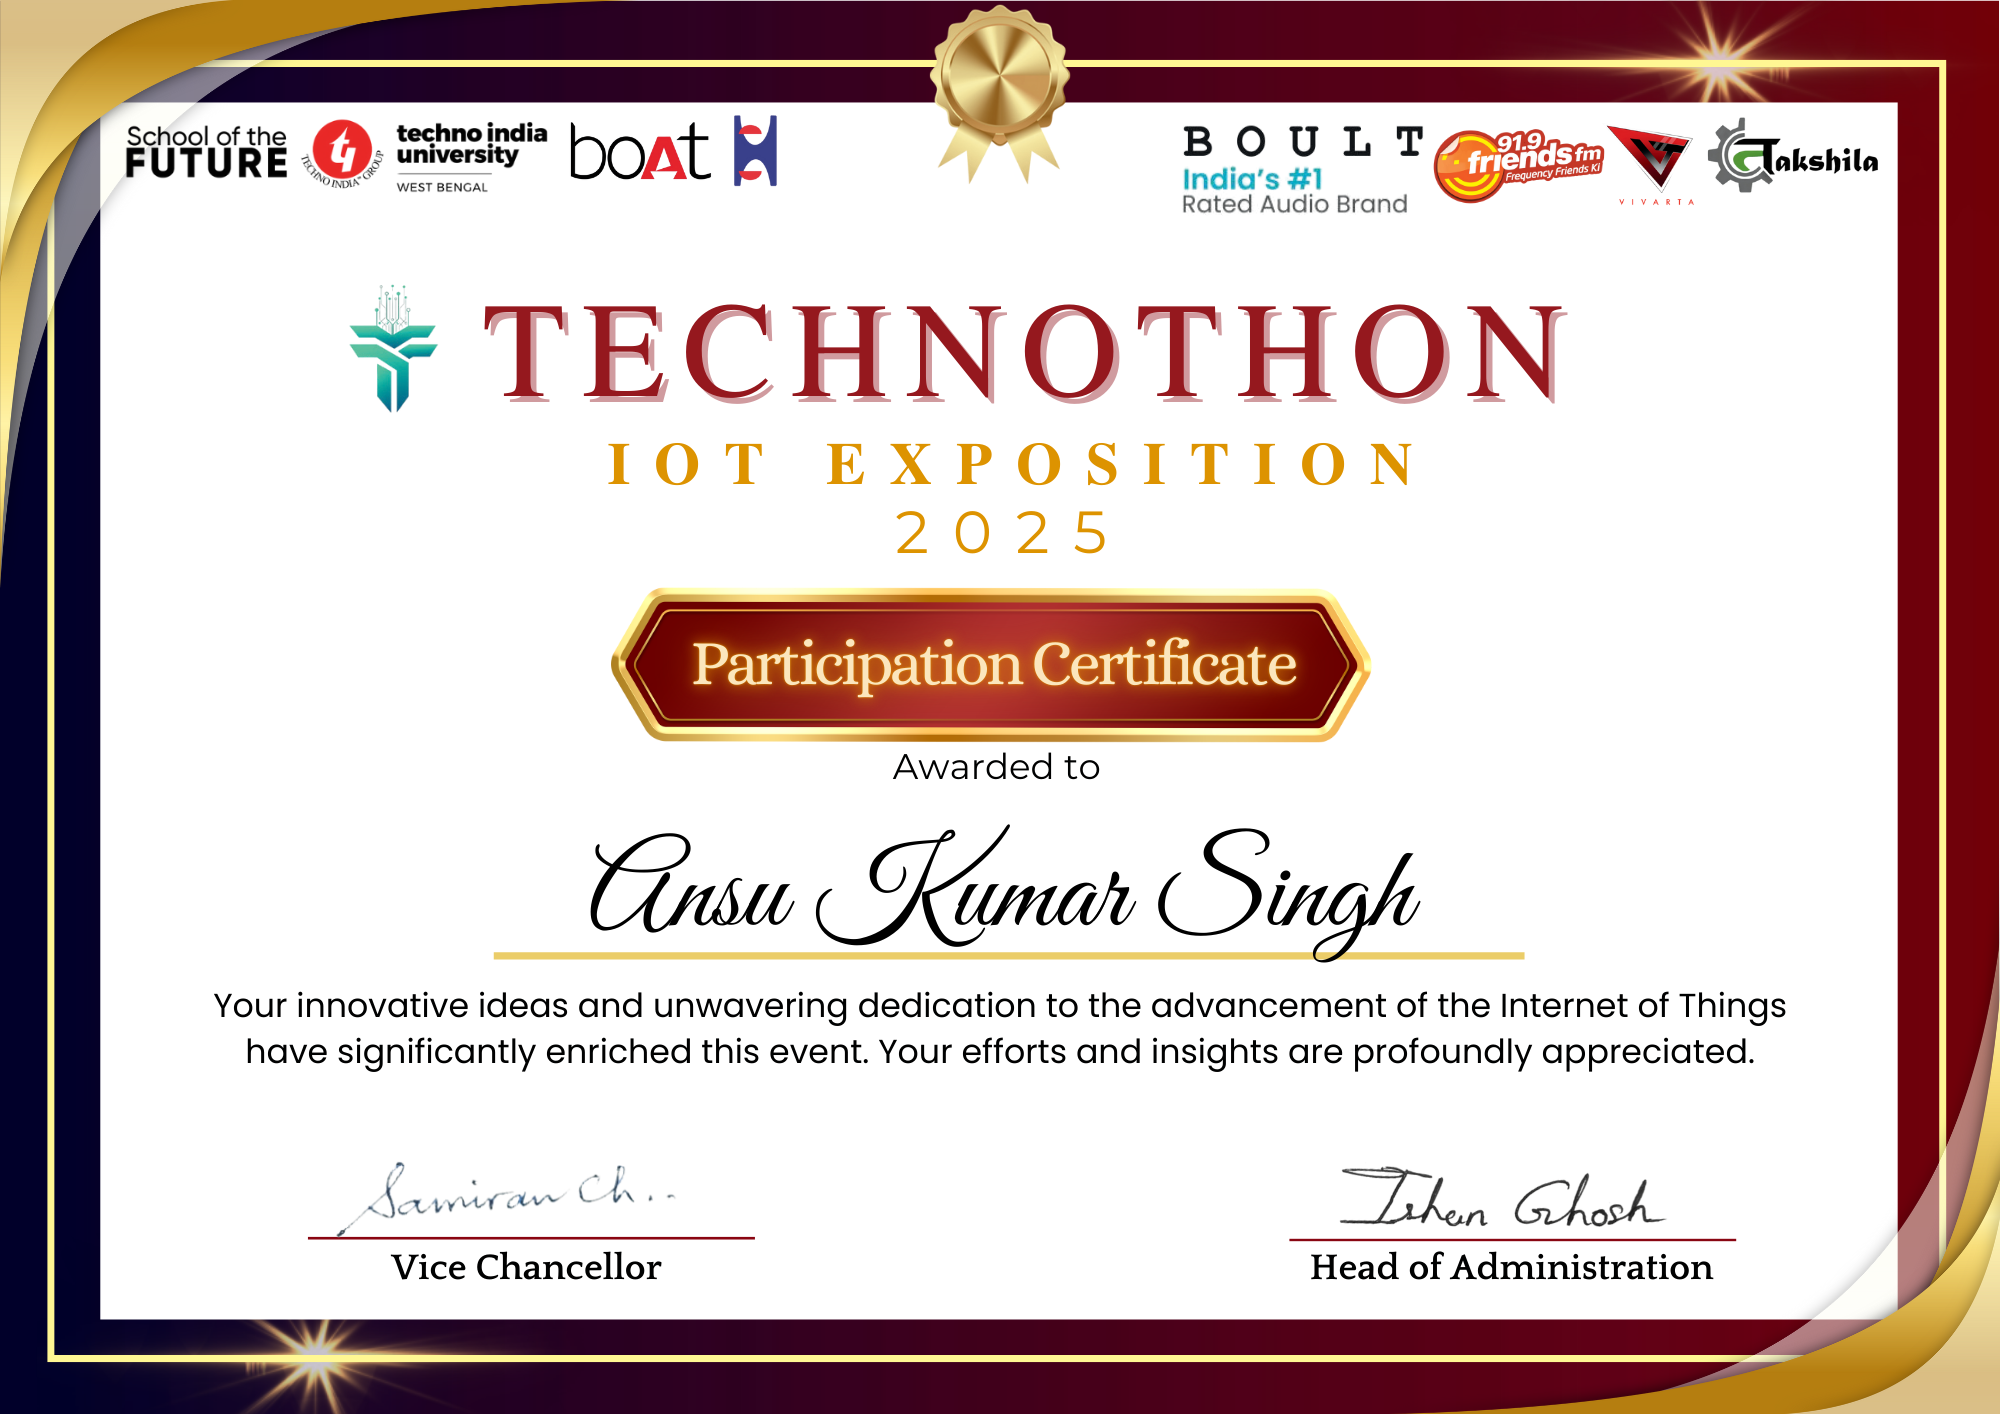 School of the
FUTURE
TECHNO INDIA GROUP
techno india
university
WEST BENGAL
boAt
BOULT
India's #1
Rated Audio Brand
91.9
friends fm
Frequency Friends Ki
VIVARTA
Takshila
TECHNOTHON
IOT EXPOSITION
2025
Participation Certificate
Awarded to
Ansu Kumar Singh
Your innovative ideas and unwavering dedication to the advancement of the Internet of Things
have significantly enriched this event. Your efforts and insights are profoundly appreciated.
Samiran Ch..
Ishan Ghosh
Vice Chancellor
Head of Administration